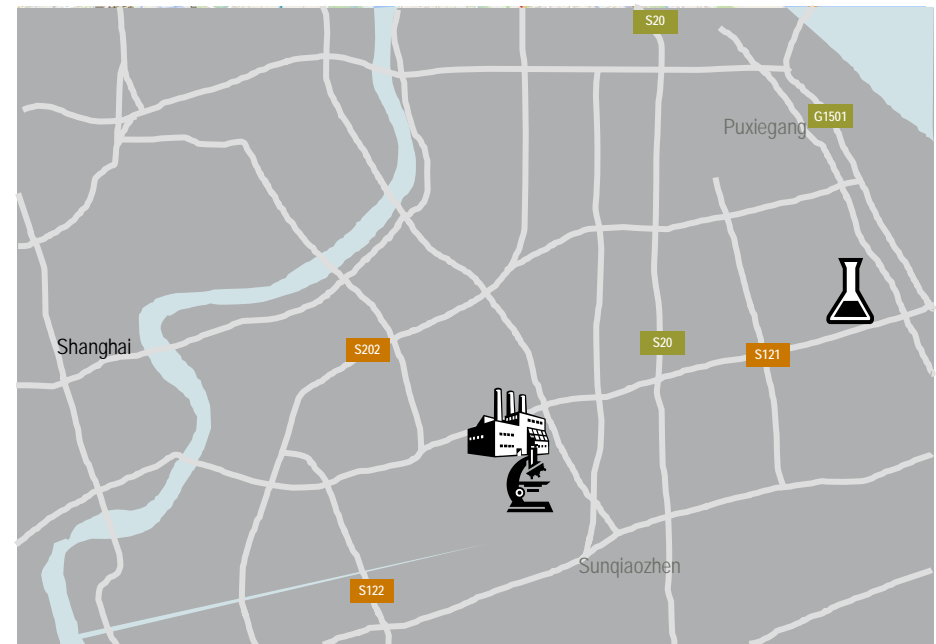 S20
G1501
Puxiegang
Shanghai
S202
S20
S121
Sunqiaozhen
S122